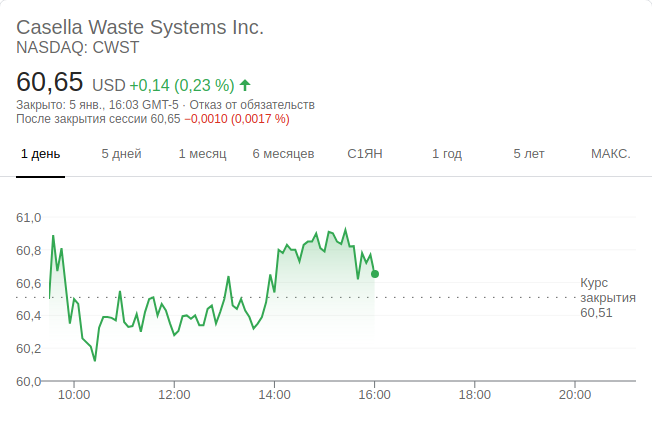 Casella Waste Systems Inc.
NASDAQ: CWST
60,65 USD +0,14 (0,23 %)
Закрыто: 5 янв., 16:03 GMT-5 · Отказ от обязательств
После закрытия сессии 60,65 −0,0010 (0,0017 %)
1 день 5 дней 1 месяц 6 месяцев С1ЯН 1 год 5 лет МАКС.
61,0
60,8
60,6
60,4
60,2
60,0
Курс
закрытия
60,51
10:00 12:00 14:00 16:00 18:00 20:00